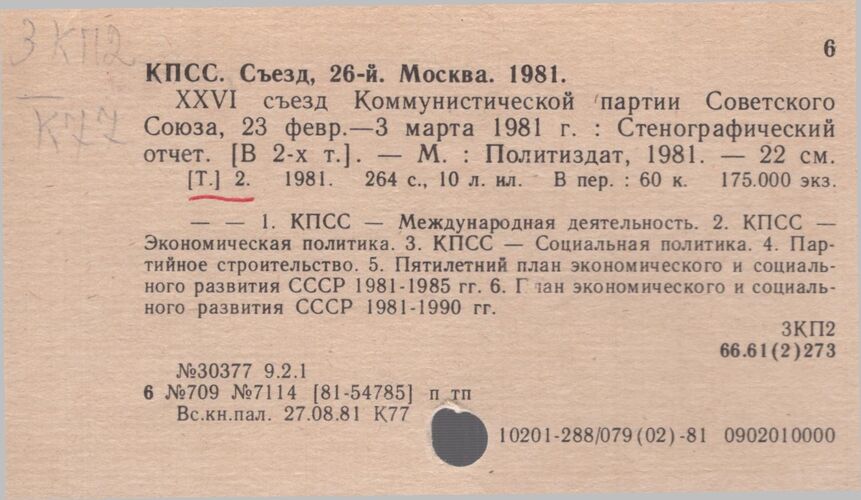 3 КП2
К77
6
КПСС. Съезд, 26-й. Москва. 1981.
XXVI съезд Коммунистической партии Советского
Союза, 23 февр.—3 марта 1981 г. : Стенографический
отчет. [В 2-х т.]. — М. : Политиздат, 1981. — 22 см.
[Т.] 2. 1981. 264 с., 10 л. ил. В пер. : 60 к. 175.000 экз.
— — 1. КПСС — Международная деятельность. 2. КПСС —
Экономическая политика. 3. КПСС — Социальная политика. 4. Пар-
тийное строительство. 5. Пятилетний план экономического и социаль-
ного развития СССР 1981-1985 гг. 6. План экономического и социаль-
ного развития СССР 1981-1990 гг.
3КП2
66.61(2)273
№30377 9.2.1
6 №709 №7114 [81-54785] п тп
Вс.кн.пал. 27.08.81 К77
10201-288/079(02)-81 0902010000